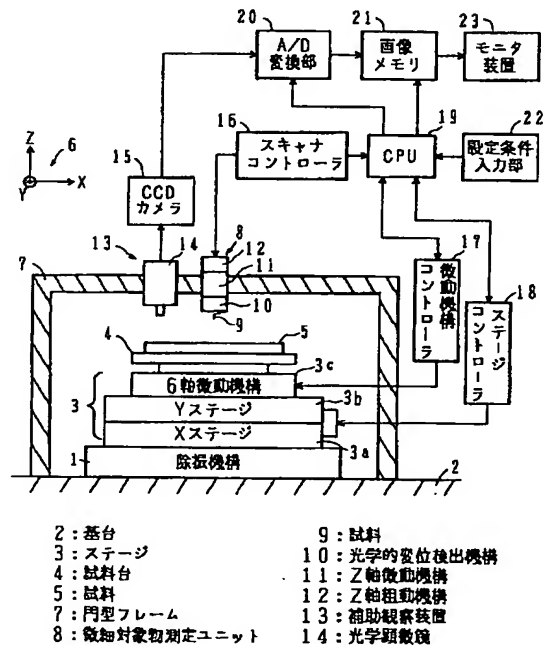 20 21 23
A/D
変換部
画像
メモリ
モニタ
装置
16 19 22
スキャナ
コントローラ
CPU
設定条件
入力部
Z
6
Y X
15
CCD
カメラ
13 14
8
12
11
10
9
7
17
微動機構
コントローラ
18
ステージ
コントローラ
5
4
3c
6軸微動機構
3
3b
Yステージ
Xステージ
3a
1
除振機構
2
2:基台
3:ステージ
4:試料台
5:試料
7:門型フレーム
8:微細対象物測定ユニット
9:試料
10:光学的変位検出機構
11:Z軸微動機構
12:Z軸粗動機構
13:補助観察装置
14:光学顕微鏡